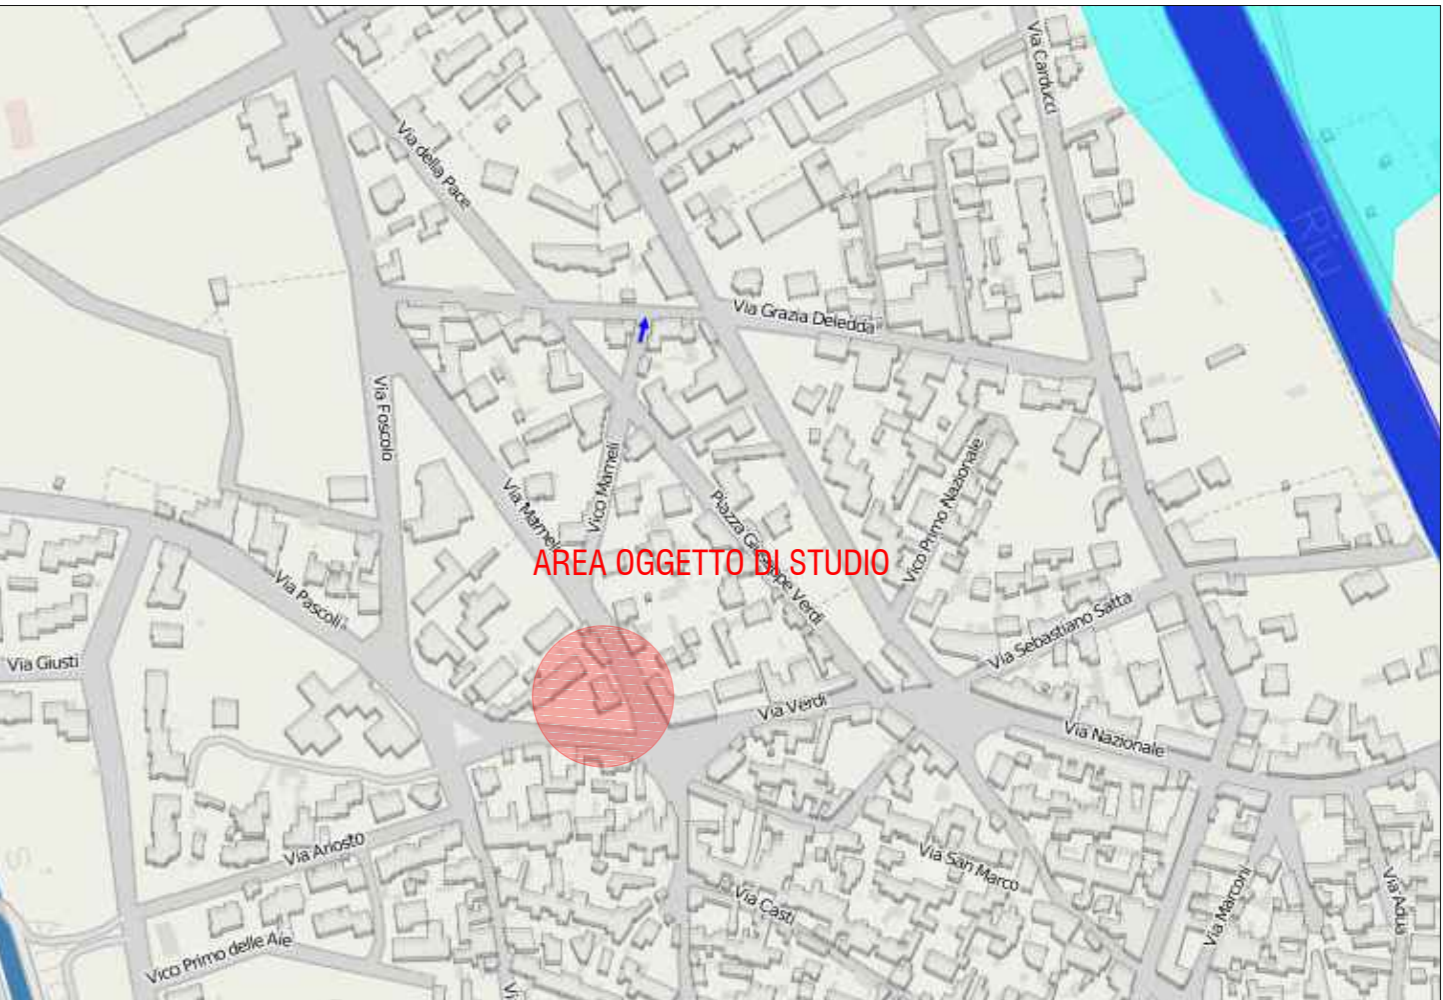 Via Carducci
Via della Pace
Riu
Via Grazia Deledda
Via Foscolo
Vico Mameli
Vico Primo Nazionale
Via Mameli
Piazza Giuseppe Verdi
AREA OGGETTO DI STUDIO
Via Pascoli
Via Sebastiano Satta
Via Giusti
Via Verdi
Via Nazionale
Via Ariosto
Via San Marco
Via Casti
Via Marconi
Via Adua
Vico Primo delle Aie